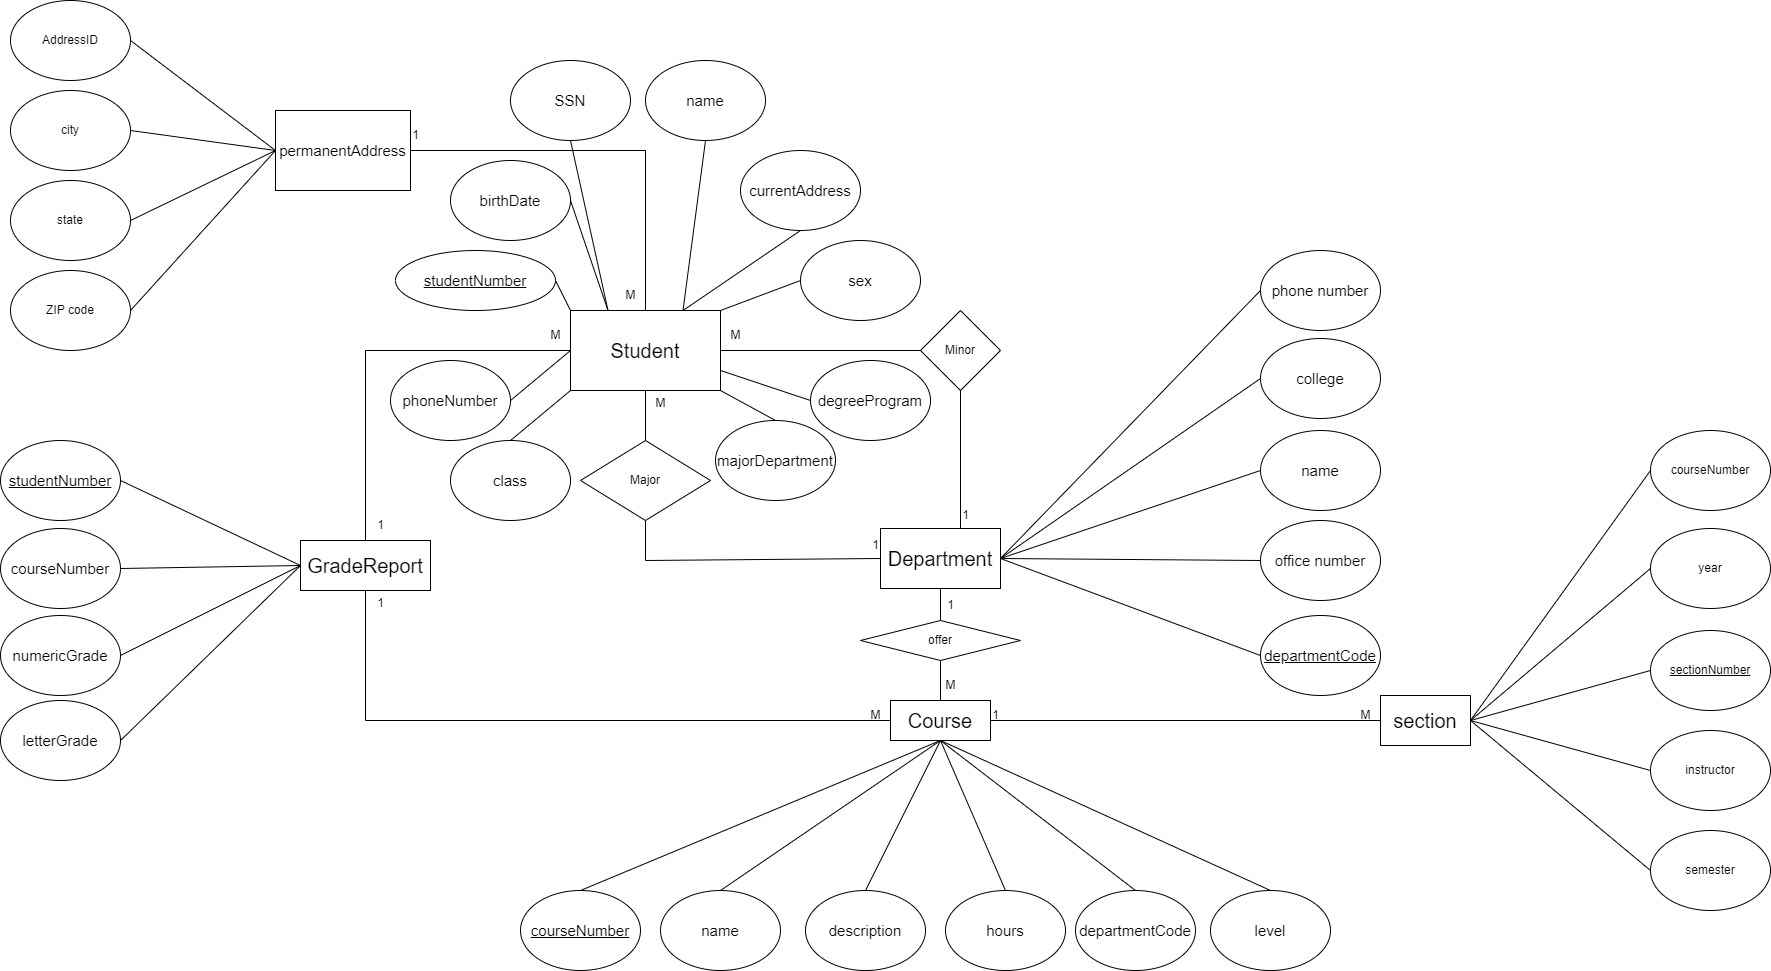 AddressID
city
state
ZIP code
permanentAddress
1
SSN
name
birthDate
currentAddress
studentNumber
sex
M
M
Student
M
Minor
phoneNumber
M
degreeProgram
class
Major
majorDepartment
phone number
college
name
office number
departmentCode
1
1
Department
1
offer
M
studentNumber
courseNumber
numericGrade
letterGrade
1
GradeReport
1
M
Course
1
M
section
courseNumber
year
sectionNumber
instructor
semester
courseNumber
name
description
hours
departmentCode
level